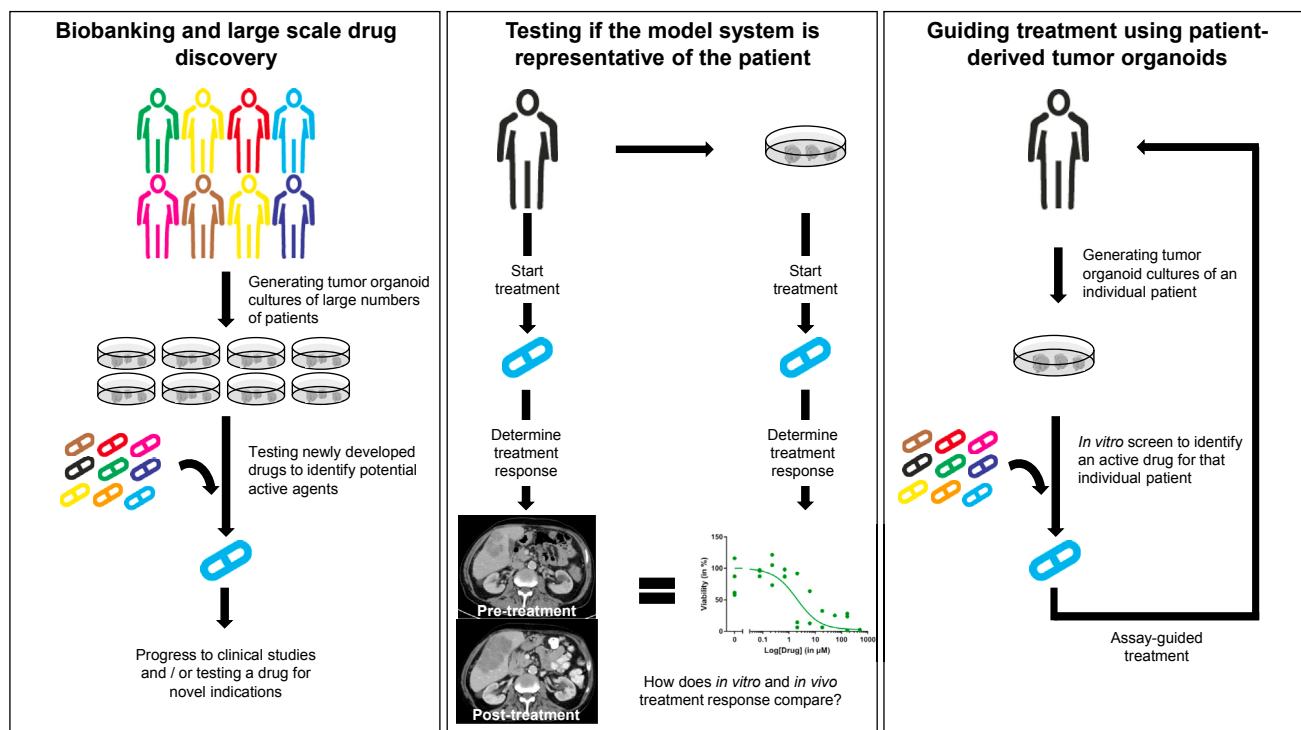 Biobanking and large scale drug
discovery
Generating tumor organoid
cultures of large numbers
of patients
Testing newly developed
drugs to identify potential
active agents
Progress to clinical studies
and / or testing a drug for
novel indications
Testing if the model system is
representative of the patient
Start
treatment
Start
treatment
Determine
treatment
response
Determine
treatment
response
Pre-treatment
Post-treatment
Viability (in %)
150
100
50
0
0
0.1
1
10
100
1000
Log[Drug] (in µM)
How does in vitro and in vivo
treatment response compare?
Guiding treatment using patient-
derived tumor organoids
Generating tumor
organoid cultures of an
individual patient
In vitro screen to identify
an active drug for that
individual patient
Assay-guided
treatment